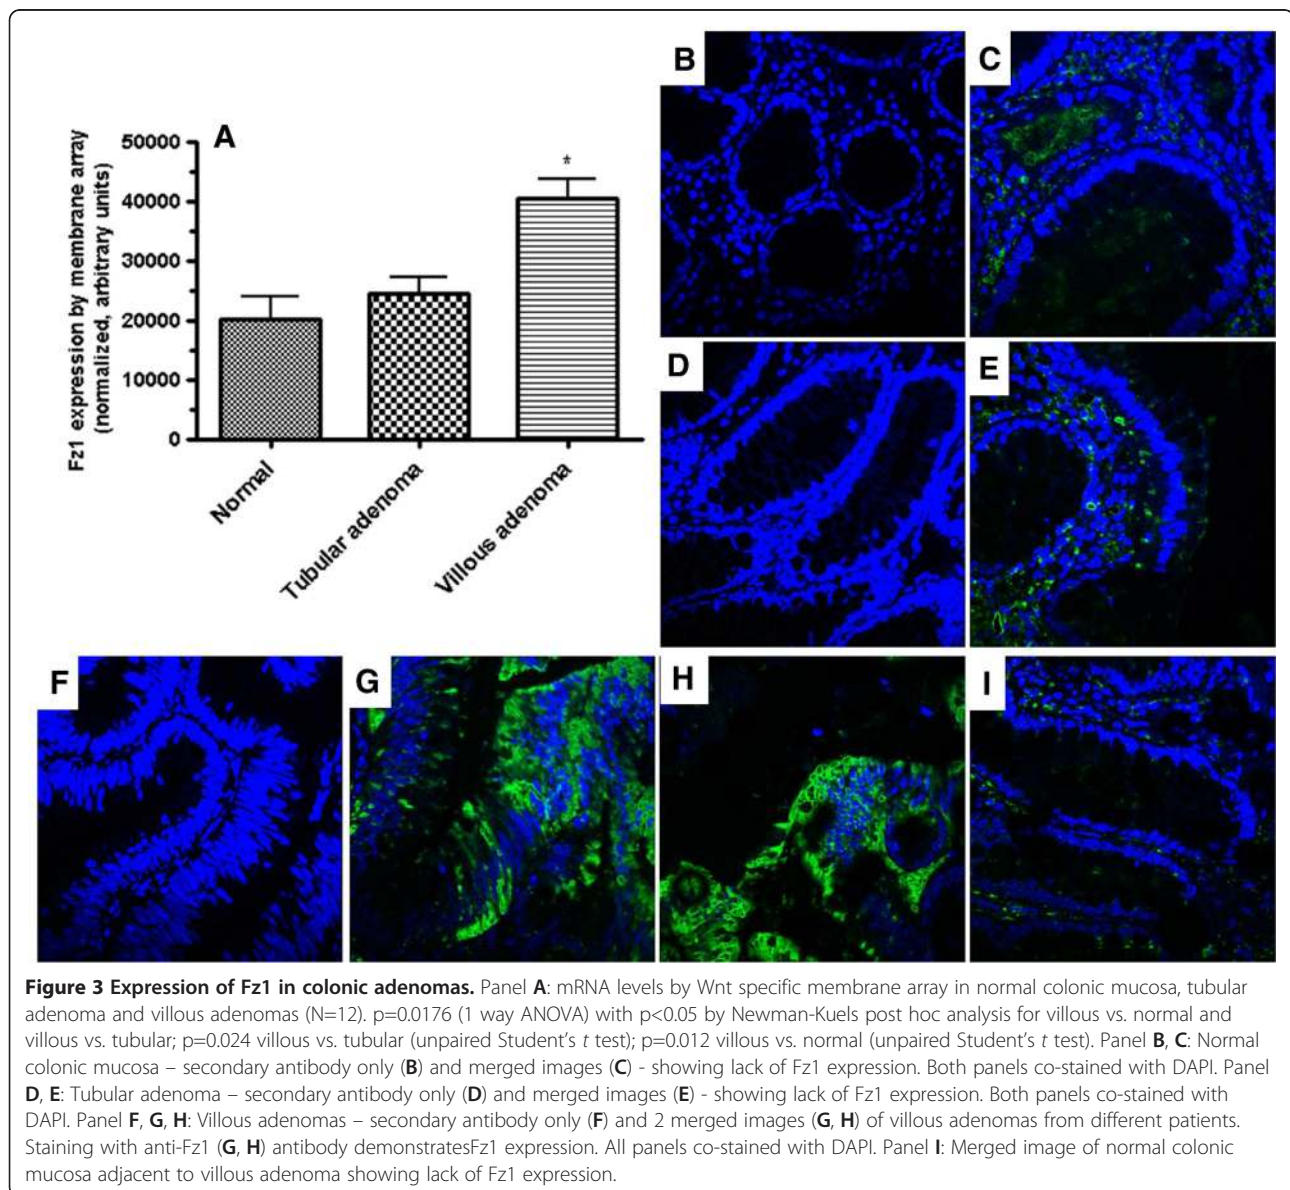 A
Fz1 expression by membrane array
(normalized, arbitrary units)
50000
40000
30000
20000
10000
0
*
Normal
Tubular adenoma
Villous adenoma
B
C
D
E
F
G
H
I
Figure 3 Expression of Fz1 in colonic adenomas. Panel A: mRNA levels by Wnt specific membrane array in normal colonic mucosa, tubular
adenoma and villous adenomas (N=12). p=0.0176 (1 way ANOVA) with p<0.05 by Newman-Kuels post hoc analysis for villous vs. normal and
villous vs. tubular; p=0.024 villous vs. tubular (unpaired Student's t test); p=0.012 villous vs. normal (unpaired Student's t test). Panel B, C: Normal
colonic mucosa – secondary antibody only (B) and merged images (C) - showing lack of Fz1 expression. Both panels co-stained with DAPI. Panel
D, E: Tubular adenoma – secondary antibody only (D) and merged images (E) - showing lack of Fz1 expression. Both panels co-stained with
DAPI. Panel F, G, H: Villous adenomas – secondary antibody only (F) and 2 merged images (G, H) of villous adenomas from different patients.
Staining with anti-Fz1 (G, H) antibody demonstratesFz1 expression. All panels co-stained with DAPI. Panel I: Merged image of normal colonic
mucosa adjacent to villous adenoma showing lack of Fz1 expression.